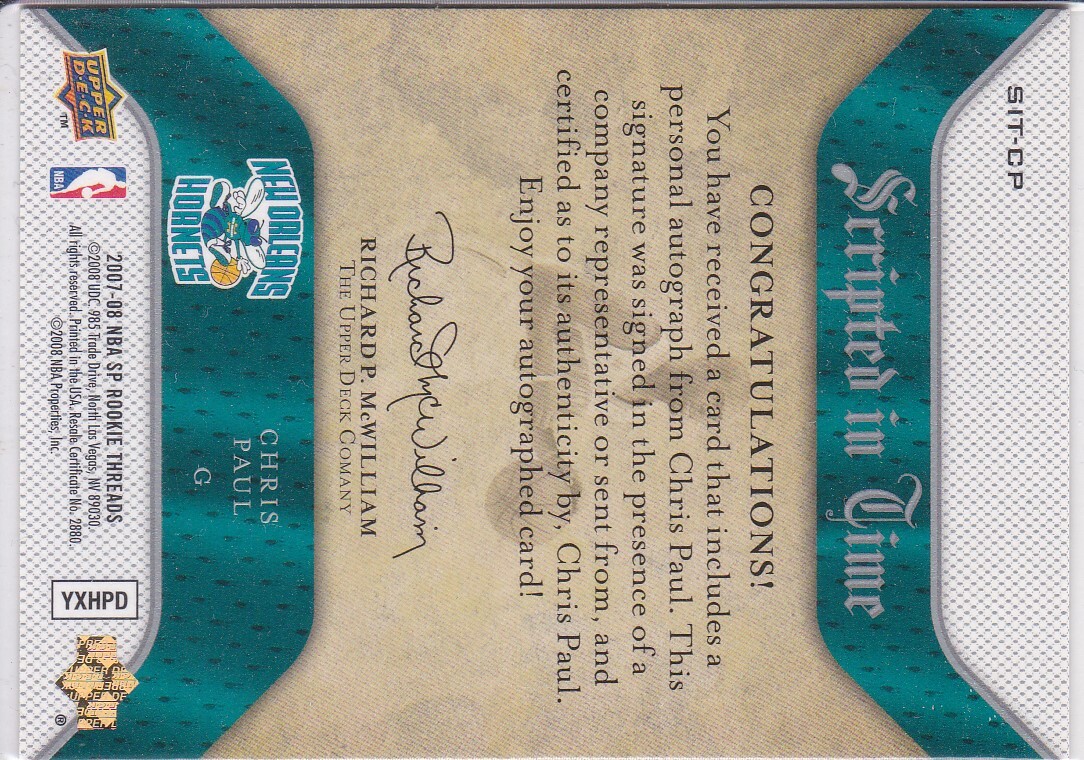 SIT-CP
Scripted in Time
CONGRATULATIONS!
You have received a card that includes a
personal autograph from Chris Paul. This
signature was signed in the presence of a
company representative or sent from, and
certified as to its authenticity by, Chris Paul.
Enjoy your autographed card!
Richard P. McWilliam
RICHARD P. McWILLIAM
THE UPPER DECK COMANY
NEW ORLEANS
HORNETS
CHRIS
PAUL
G
UPPER
DECK
TM
NBA
2007-08 NBA SP ROOKIE THREADS
©2008 UDC, 985 Trade Drive, North Las Vegas, NV 89030.
All rights reserved. Printed in the USA. Resale Certificate No. 2880.
©2008 NBA Properties, Inc.
YXHPD
®